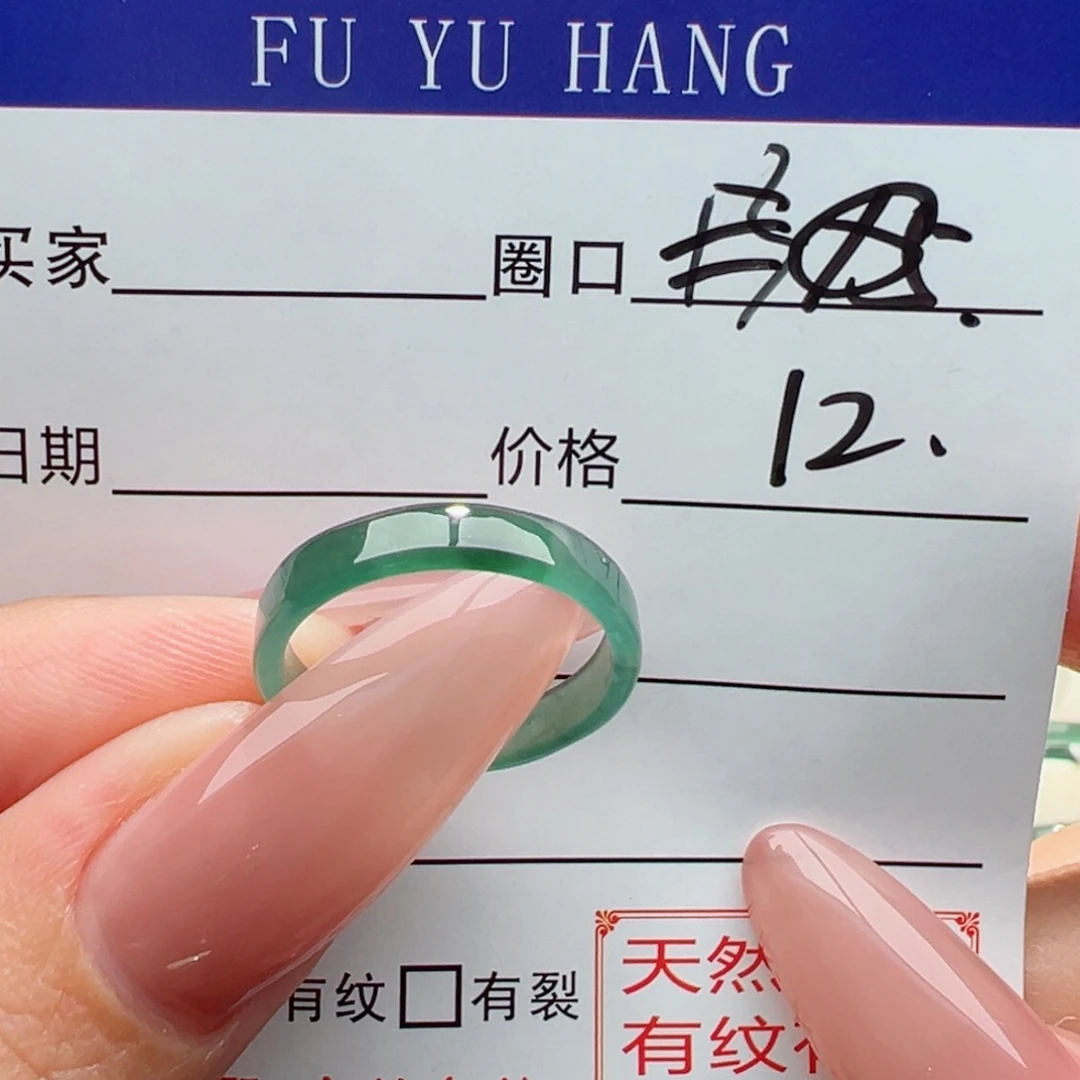 FU YU HANG
买家 圈口
日期 价格 12.
有纹 □ 有裂
天然
有纹